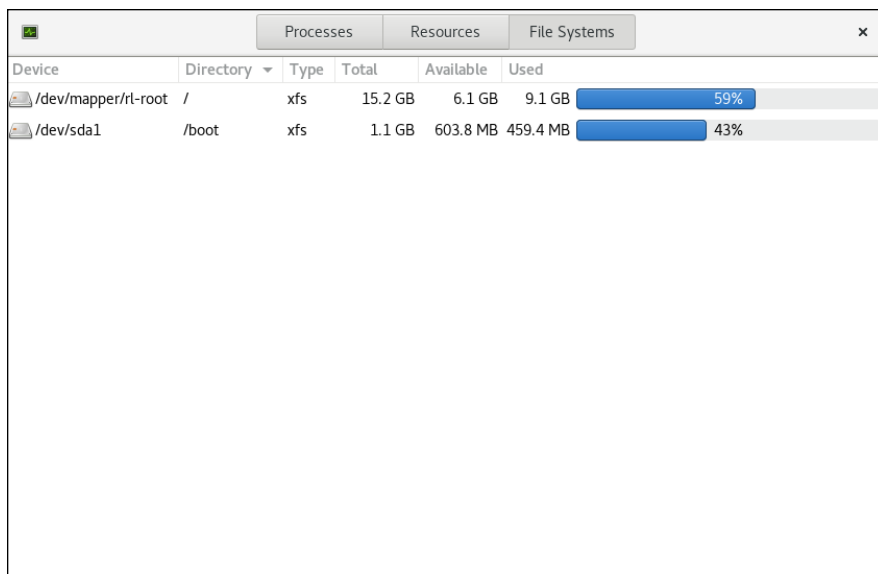 Processes Resources File Systems ×
Device Directory Type Total Available Used
/dev/mapper/rl-root / xfs 15.2 GB 6.1 GB 9.1 GB 59%
/dev/sda1 /boot xfs 1.1 GB 603.8 MB 459.4 MB 43%